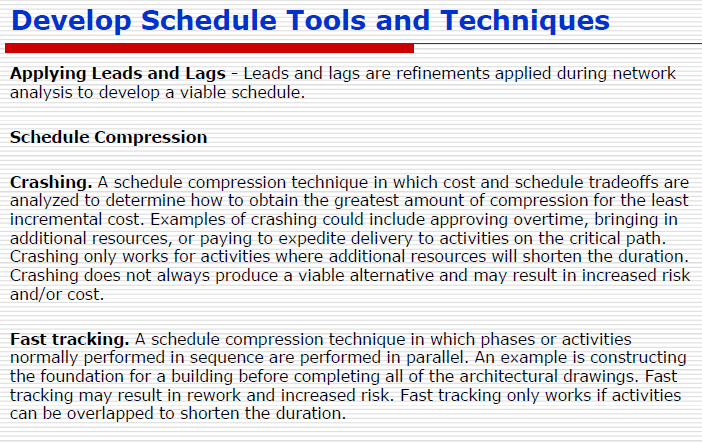 Develop Schedule Tools and Techniques
Applying Leads and Lags - Leads and lags are refinements applied during network
analysis to develop a viable schedule.
Schedule Compression
Crashing. A schedule compression technique in which cost and schedule tradeoffs are
analyzed to determine how to obtain the greatest amount of compression for the least
incremental cost. Examples of crashing could include approving overtime, bringing in
additional resources, or paying to expedite delivery to activities on the critical path.
Crashing only works for activities where additional resources will shorten the duration.
Crashing does not always produce a viable alternative and may result in increased risk
and/or cost.
Fast tracking. A schedule compression technique in which phases or activities
normally performed in sequence are performed in parallel. An example is constructing
the foundation for a building before completing all of the architectural drawings. Fast
tracking may result in rework and increased risk. Fast tracking only works if activities
can be overlapped to shorten the duration.